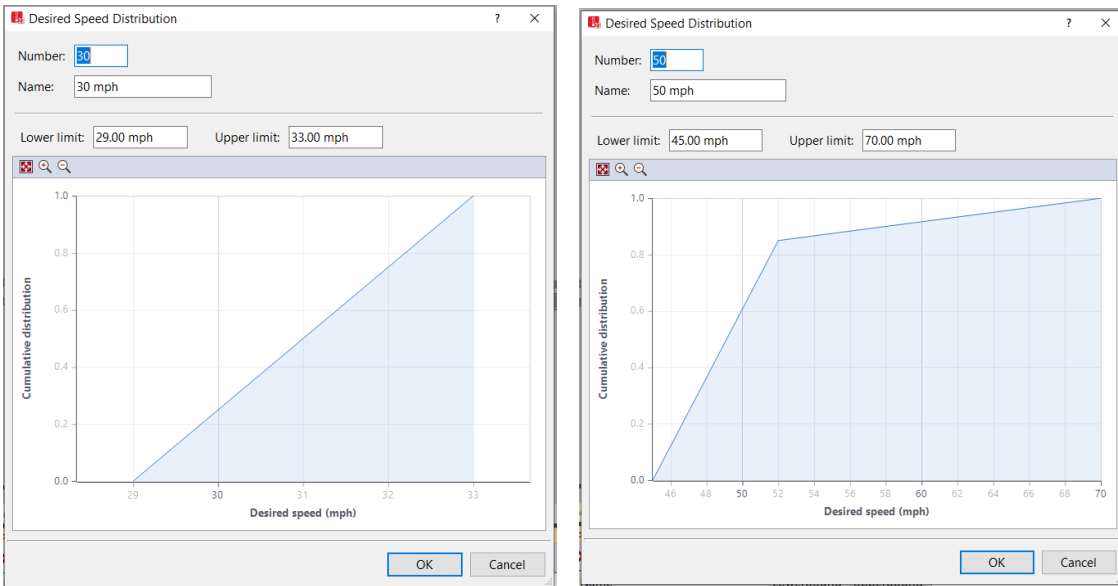 Desired Speed Distribution ? ×
Number: 30
Name: 30 mph
Lower limit: 29.00 mph Upper limit: 33.00 mph
1.0
0.8
0.6
0.4
0.2
0.0
Cumulative distribution
29 30 31 32 33
Desired speed (mph)
OK Cancel
Desired Speed Distribution ? ×
Number: 50
Name: 50 mph
Lower limit: 45.00 mph Upper limit: 70.00 mph
1.0
0.8
0.6
0.4
0.2
0.0
Cumulative distribution
46 48 50 52 54 56 58 60 62 64 66 68 70
Desired speed (mph)
OK Cancel